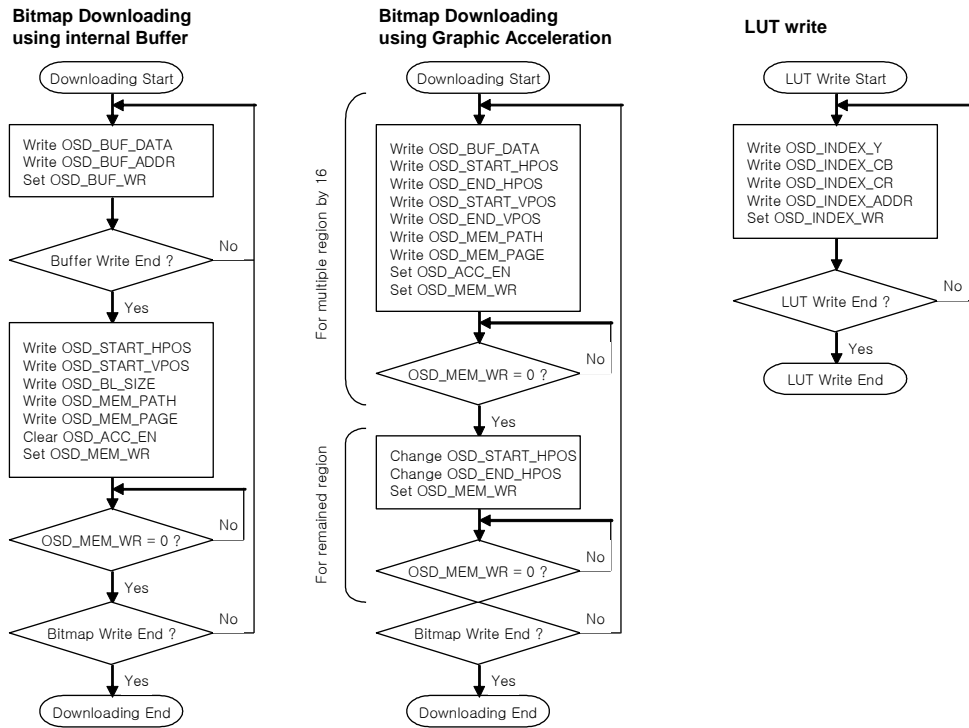 Bitmap Downloading
using internal Buffer
Downloading Start
Write OSD_BUF_DATA
Write OSD_BUF_ADDR
Set OSD_BUF_WR
Buffer Write End ?
No
Yes
Write OSD_START_HPOS
Write OSD_START_VPOS
Write OSD_BL_SIZE
Write OSD_MEM_PATH
Write OSD_MEM_PAGE
Clear OSD_ACC_EN
Set OSD_MEM_WR
OSD_MEM_WR = 0 ?
No
Yes
Bitmap Write End ?
No
Yes
Downloading End
Bitmap Downloading
using Graphic Acceleration
Downloading Start
For multiple region by 16
Write OSD_BUF_DATA
Write OSD_START_HPOS
Write OSD_END_HPOS
Write OSD_START_VPOS
Write OSD_END_VPOS
Write OSD_MEM_PATH
Write OSD_MEM_PAGE
Set OSD_ACC_EN
Set OSD_MEM_WR
OSD_MEM_WR = 0 ?
No
Yes
For remained region
Change OSD_START_HPOS
Change OSD_END_HPOS
Set OSD_MEM_WR
OSD_MEM_WR = 0 ?
No
Bitmap Write End ?
No
Yes
Downloading End
LUT write
LUT Write Start
Write OSD_INDEX_Y
Write OSD_INDEX_CB
Write OSD_INDEX_CR
Write OSD_INDEX_ADDR
Set OSD_INDEX_WR
LUT Write End ?
No
Yes
LUT Write End